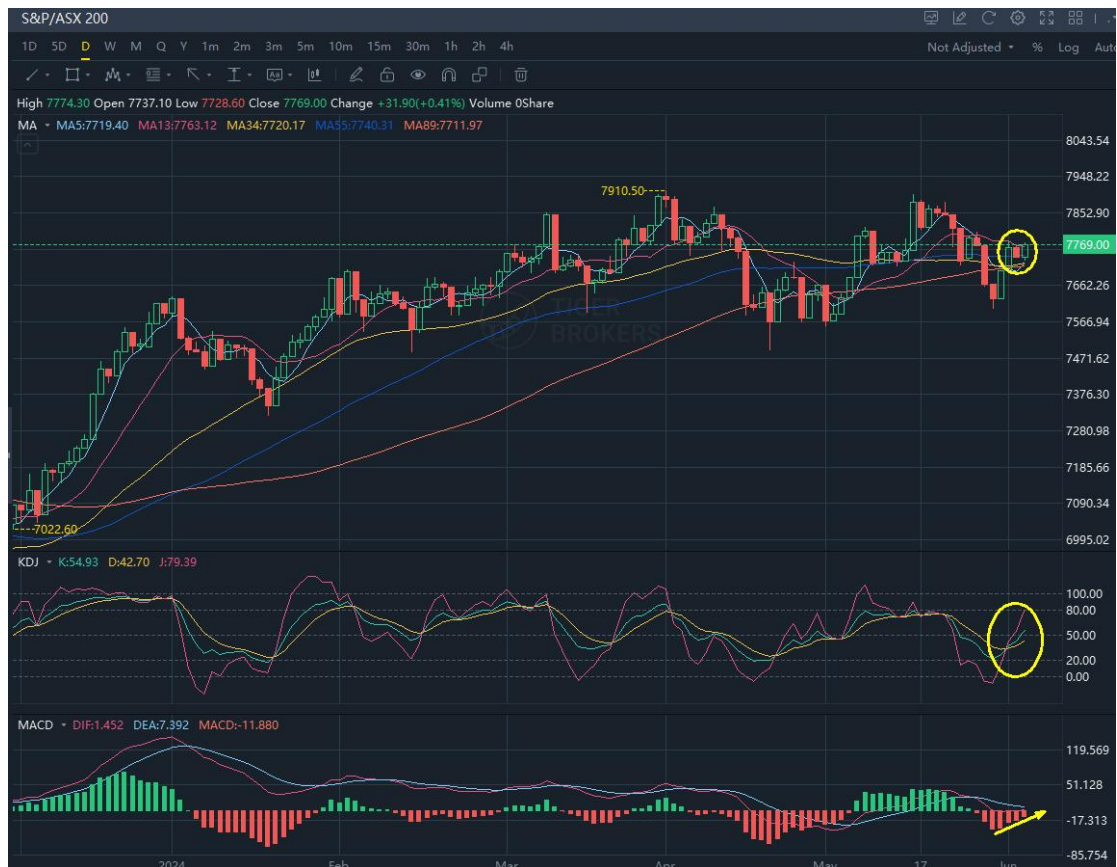 S&P/ASX 200
1D 5D D W M Q Y 1m 2m 3m 5m 10m 15m 30m 1h 2h 4h Not Adjusted % Log Auto
High 7774.30 Open 7737.10 Low 7728.60 Close 7769.00 Change +31.90(+0.41%) Volume 0Share
MA MA5:7719.40 MA13:7763.12 MA34:7720.17 MA55:7740.31 MA89:7711.97
8043.54
7948.22
7910.50
7852.90
7769.00
7662.26
TIGER
BROKERS
7566.94
7471.62
7376.30
7280.98
7185.66
7090.34
7022.60
6995.02
KDJ K:54.93 D:42.70 J:79.39
100.00
80.00
50.00
20.00
0.00
MACD DIF:1.452 DEA:7.392 MACD:-11.880
119.569
51.128
-17.313
-85.754
2024 Feb Mar Apr May 17 Jun